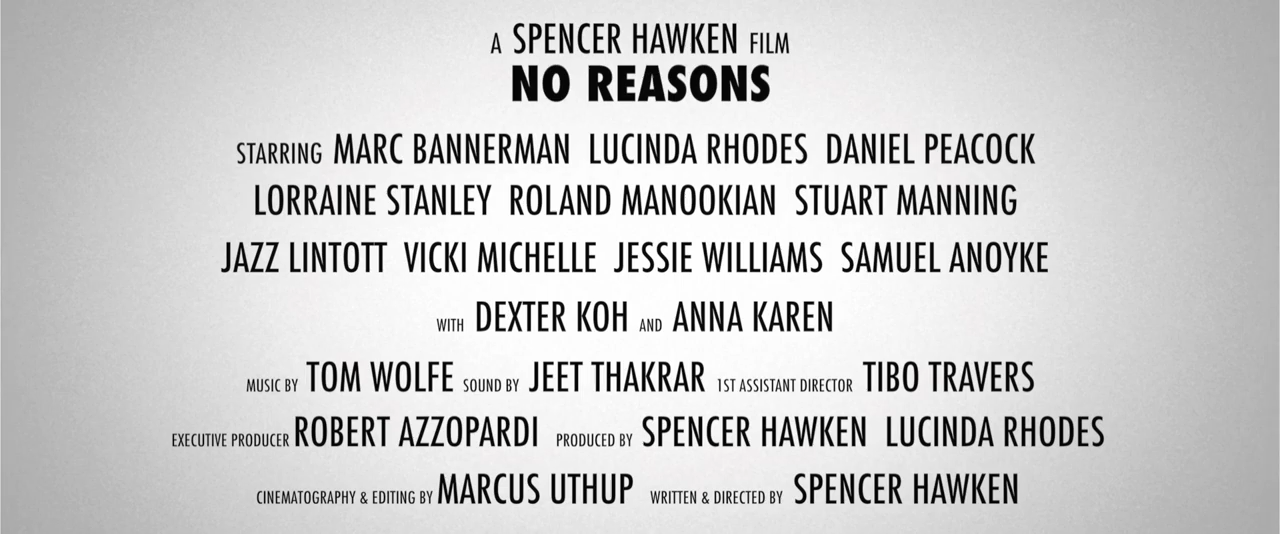 A SPENCER HAWKEN FILM
NO REASONS
STARRING MARC BANNERMAN LUCINDA RHODES DANIEL PEACOCK
LORRAINE STANLEY ROLAND MANOOKIAN STUART MANNING
JAZZ LINTOTT VICKI MICHELLE JESSIE WILLIAMS SAMUEL ANOYKE
WITH DEXTER KOH AND ANNA KAREN
MUSIC BY TOM WOLFE SOUND BY JEET THAKRAR 1ST ASSISTANT DIRECTOR TIBO TRAVERS
EXECUTIVE PRODUCER ROBERT AZZOPARDI PRODUCED BY SPENCER HAWKEN LUCINDA RHODES
CINEMATOGRAPHY & EDITING BY MARCUS UTHUP WRITTEN & DIRECTED BY SPENCER HAWKEN